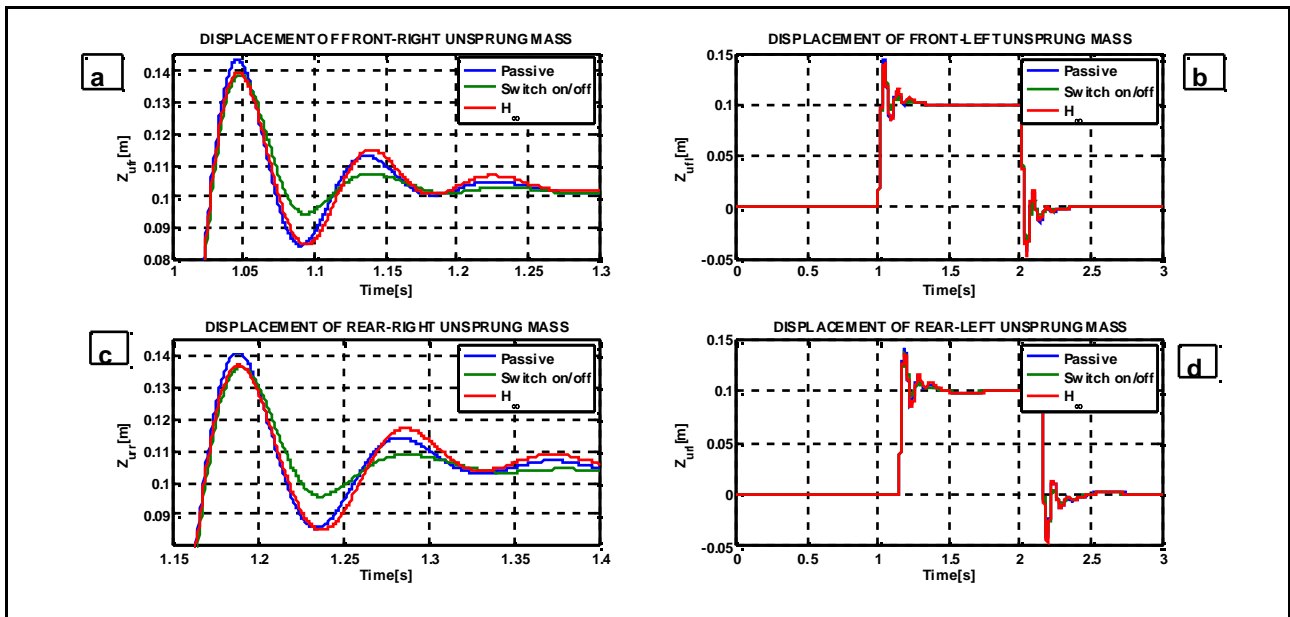 DISPLACEMENT OF FRONT-RIGHT UNSPRUNG MASS
a
Passive
Switch on/off
H∞
Z_ufr[m]
0.14
0.13
0.12
0.11
0.1
0.09
0.08
1
1.05
1.1
1.15
1.2
1.25
1.3
Time[s]
DISPLACEMENT OF FRONT-LEFT UNSPRUNG MASS
b
Passive
Switch on/off
H∞
Z_ufl[m]
0.15
0.1
0.05
0
-0.05
0
0.5
1
1.5
2
2.5
3
Time[s]
DISPLACEMENT OF REAR-RIGHT UNSPRUNG MASS
c
Passive
Switch on/off
H∞
Z_urr[m]
0.14
0.13
0.12
0.11
0.1
0.09
1.15
1.2
1.25
1.3
1.35
1.4
Time[s]
DISPLACEMENT OF REAR-LEFT UNSPRUNG MASS
d
Passive
Switch on/off
H∞
Z_url[m]
0.15
0.1
0.05
0
-0.05
0
0.5
1
1.5
2
2.5
3
Time[s]